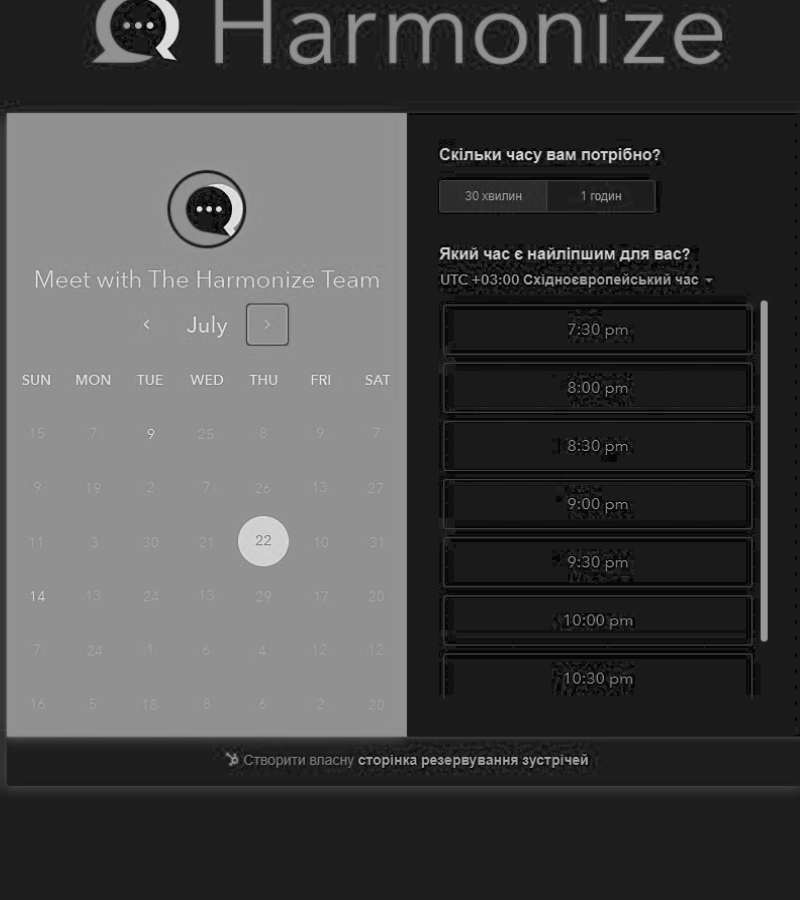 Harmonize
Meet with The Harmonize Team
July
SUN MON TUE WED THU FRI SAT
15 7 9 25 8 9 7
9 19 2 7 26 13 27
11 3 30 21 22 10 31
14 13 24 13 29 17 20
7 24 1 6 4 12 12
16 5 18 8 6 2 20
Скільки часу вам потрібно?
30 хвилин 1 годин
Який час є найліпшим для вас?
UTC +03:00 Східноєвропейський час
7:30 pm
8:00 pm
8:30 pm
9:00 pm
9:30 pm
10:00 pm
10:30 pm
Створити власну сторінка резервування зустрічей